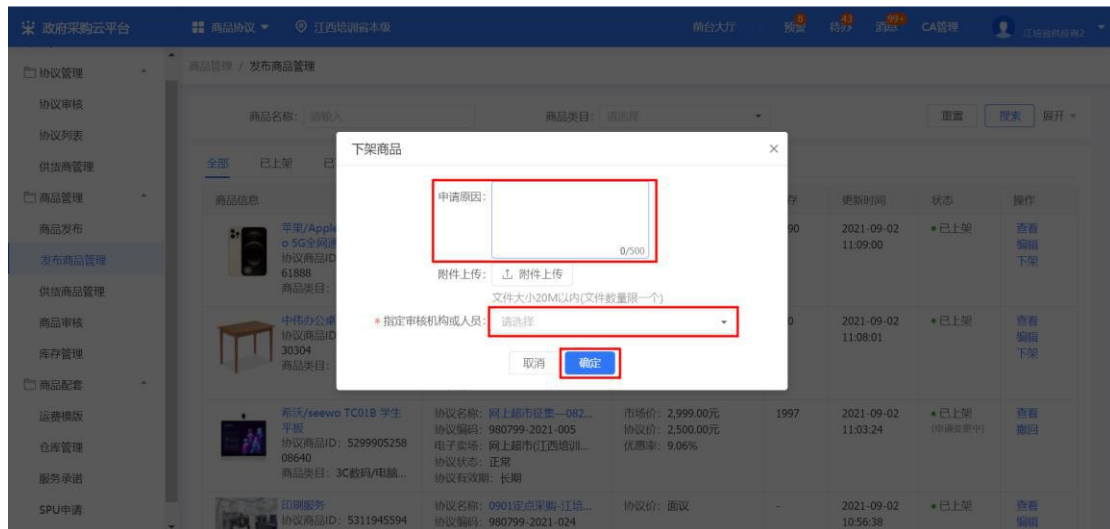 政府采购云平台
商品协议
江西培训省本级
前台大厅
预警 8
待办 43
消息 99+
CA管理
江培省供应商2
协议管理
协议审核
协议列表
供货商管理
商品管理
商品发布
发布商品管理
供货商品管理
商品审核
库存管理
商品配套
运费模版
仓库管理
服务承诺
SPU申请
商品管理 / 发布商品管理
商品名称: 请输入 商品类目: 请选择 重置 搜索 展开
全部 已上架
商品信息 更新时间 状态 操作
苹果/Apple
o 5G全网通
协议商品ID
61888
商品类目:
90
2021-09-02
11:09:00
已上架
查看
编辑
下架
中伟办公桌
协议商品ID
30304
商品类目:
0
2021-09-02
11:08:01
已上架
查看
编辑
下架
希沃/seewo TC01B 学生
平板
协议商品ID: 5299905258
08640
商品类目: 3C数码/电脑...
协议名称: 网上超市征集---082...
协议编码: 980799-2021-005
电子卖场: 网上超市(江西培训...
协议状态: 正常
协议有效期: 长期
市场价: 2,999.00元
协议价: 2,500.00元
优惠率: 9.06%
1997
2021-09-02
11:03:24
已上架
(申请变更中)
查看
撤回
印刷服务
协议商品ID: 5311945594
协议名称: 0901定点采购-江培...
协议编码: 980799-2021-024
协议价: 面议
-
2021-09-02
10:56:38
已上架
查看
编辑
下架商品
申请原因:
0/500
附件上传: 附件上传
文件大小20M以内(文件数量限一个)
* 指定审核机构或人员: 请选择
取消 确定